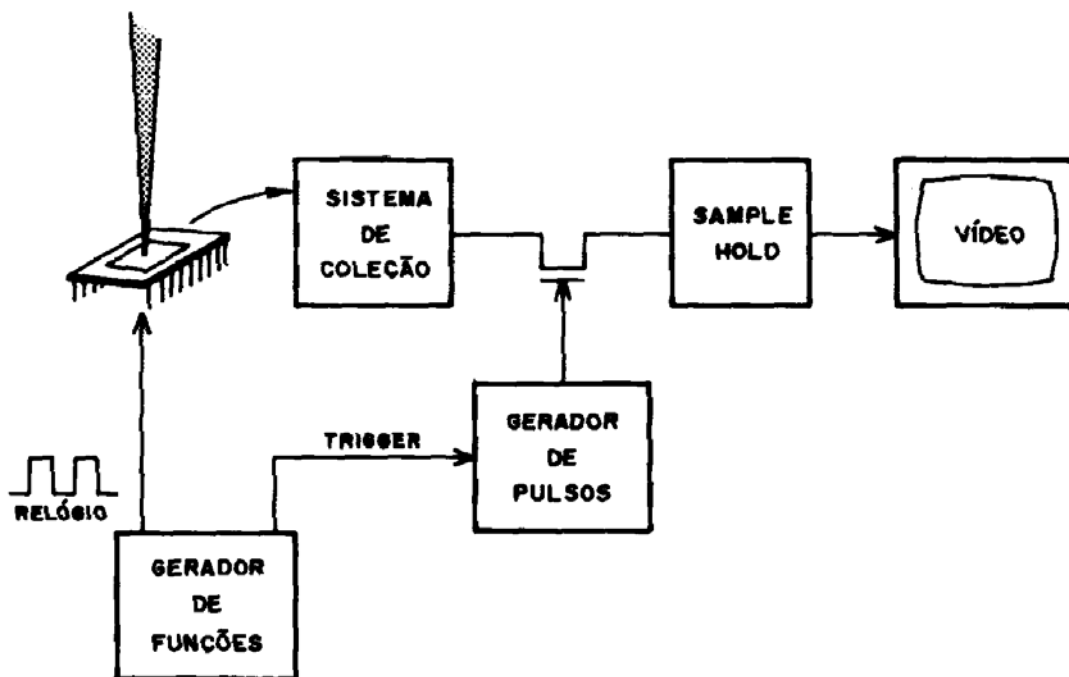 SISTEMA
DE
COLEÇÃO
SAMPLE
HOLD
VÍDEO
TRIGGER
GERADOR
DE
PULSOS
RELÓGIO
GERADOR
DE
FUNÇÕES